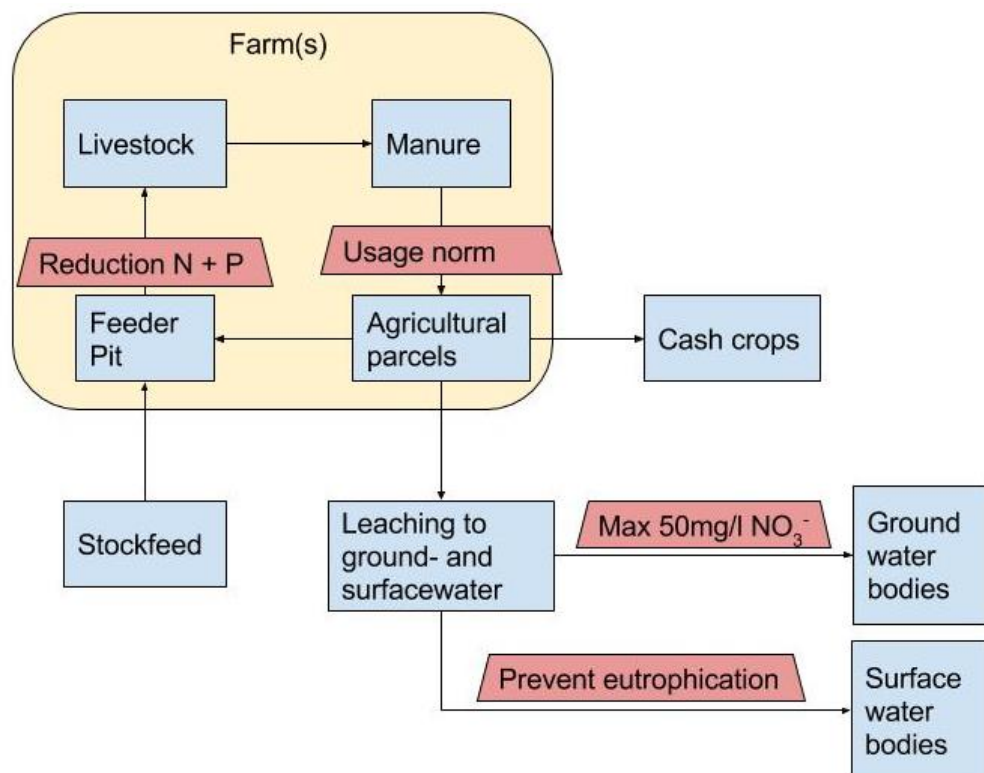 Farm(s)
Livestock
Manure
Reduction N + P
Usage norm
Feeder
Pit
Agricultural
parcels
Cash crops
Stockfeed
Leaching to
ground- and
surfacewater
Max 50mg/l NO₃⁻
Ground
water
bodies
Prevent eutrophication
Surface
water
bodies